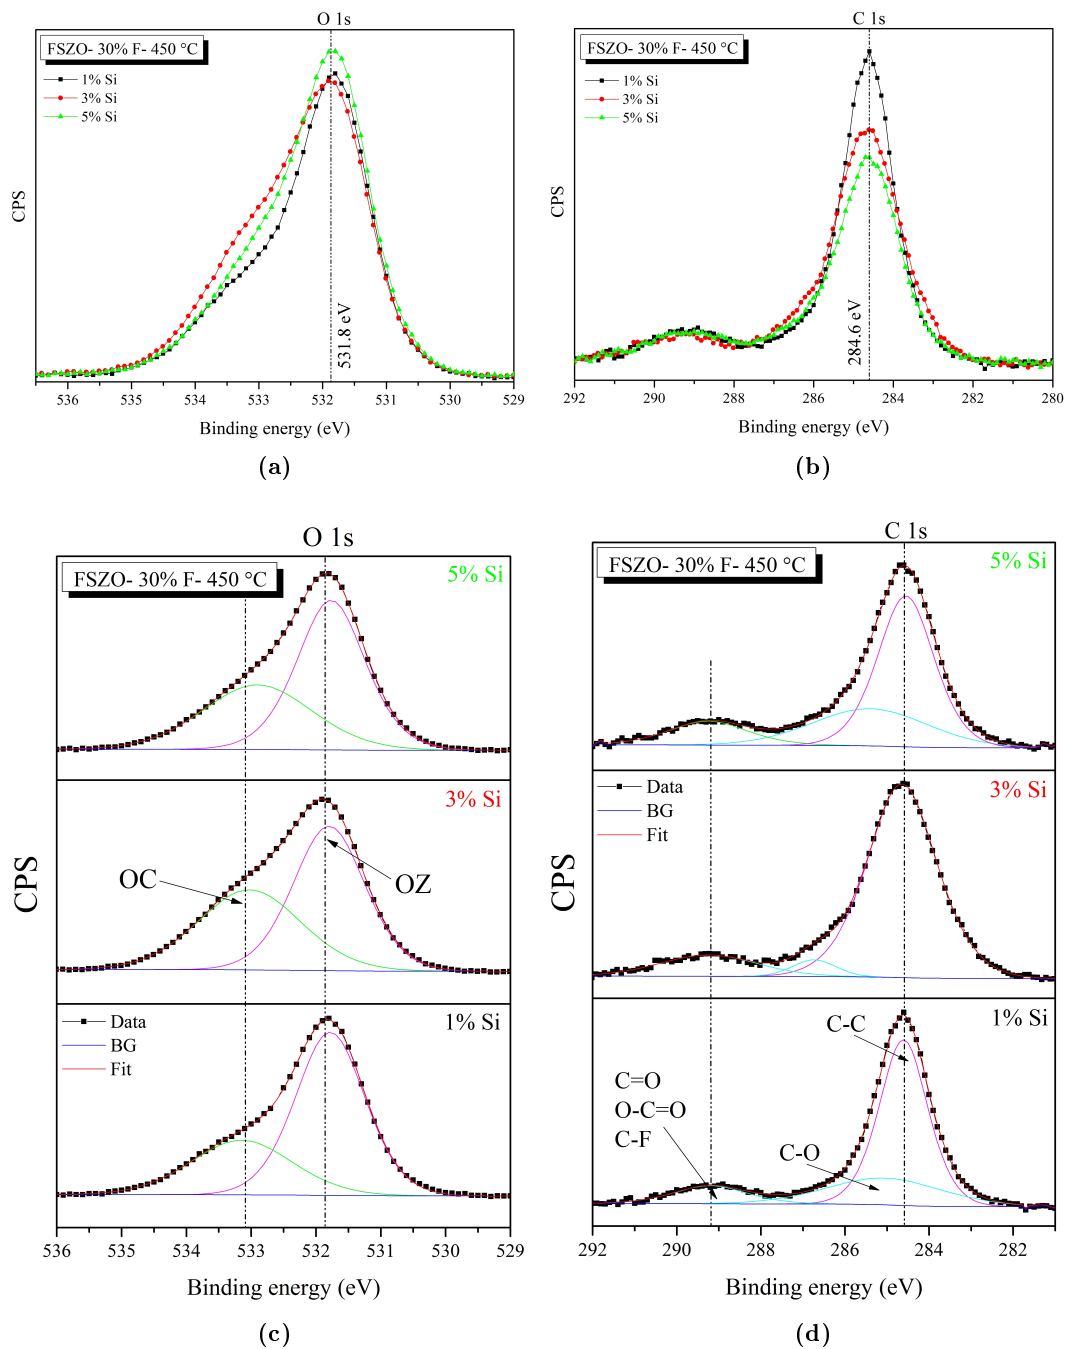 O 1s
FSZO- 30% F- 450 °C
1% Si
3% Si
5% Si
CPS
531.8 eV
536 535 534 533 532 531 530 529
Binding energy (eV)
(a)
C 1s
FSZO- 30% F- 450 °C
1% Si
3% Si
5% Si
CPS
284.6 eV
292 290 288 286 284 282 280
Binding energy (eV)
(b)
O 1s
FSZO- 30% F- 450 °C
5% Si
3% Si
OC
OZ
CPS
Data
BG
Fit
1% Si
536 535 534 533 532 531 530 529
Binding energy (eV)
(c)
C 1s
FSZO- 30% F- 450 °C
5% Si
Data
BG
Fit
3% Si
CPS
1% Si
C-C
C=O
O-C=O
C-F
C-O
292 290 288 286 284 282
Binding energy (eV)
(d)